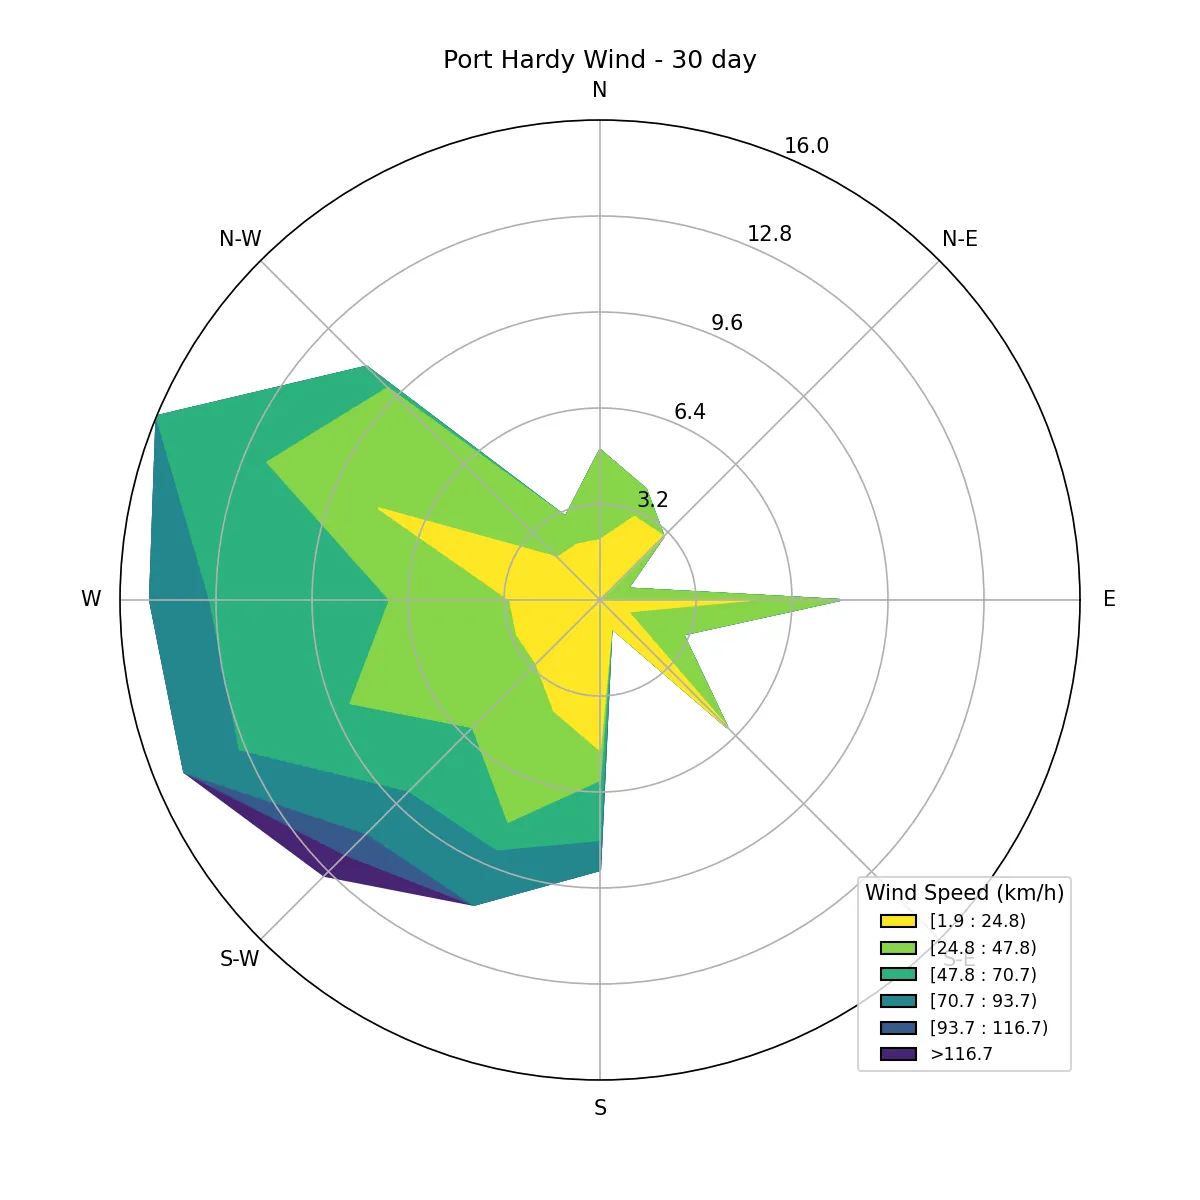 Port Hardy Wind - 30 day
N
16.0
N-W
12.8
N-E
9.6
6.4
3.2
W
E
S-W
S-E
S
Wind Speed (km/h)
[1.9 : 24.8)
[24.8 : 47.8)
[47.8 : 70.7)
[70.7 : 93.7)
[93.7 : 116.7)
>116.7